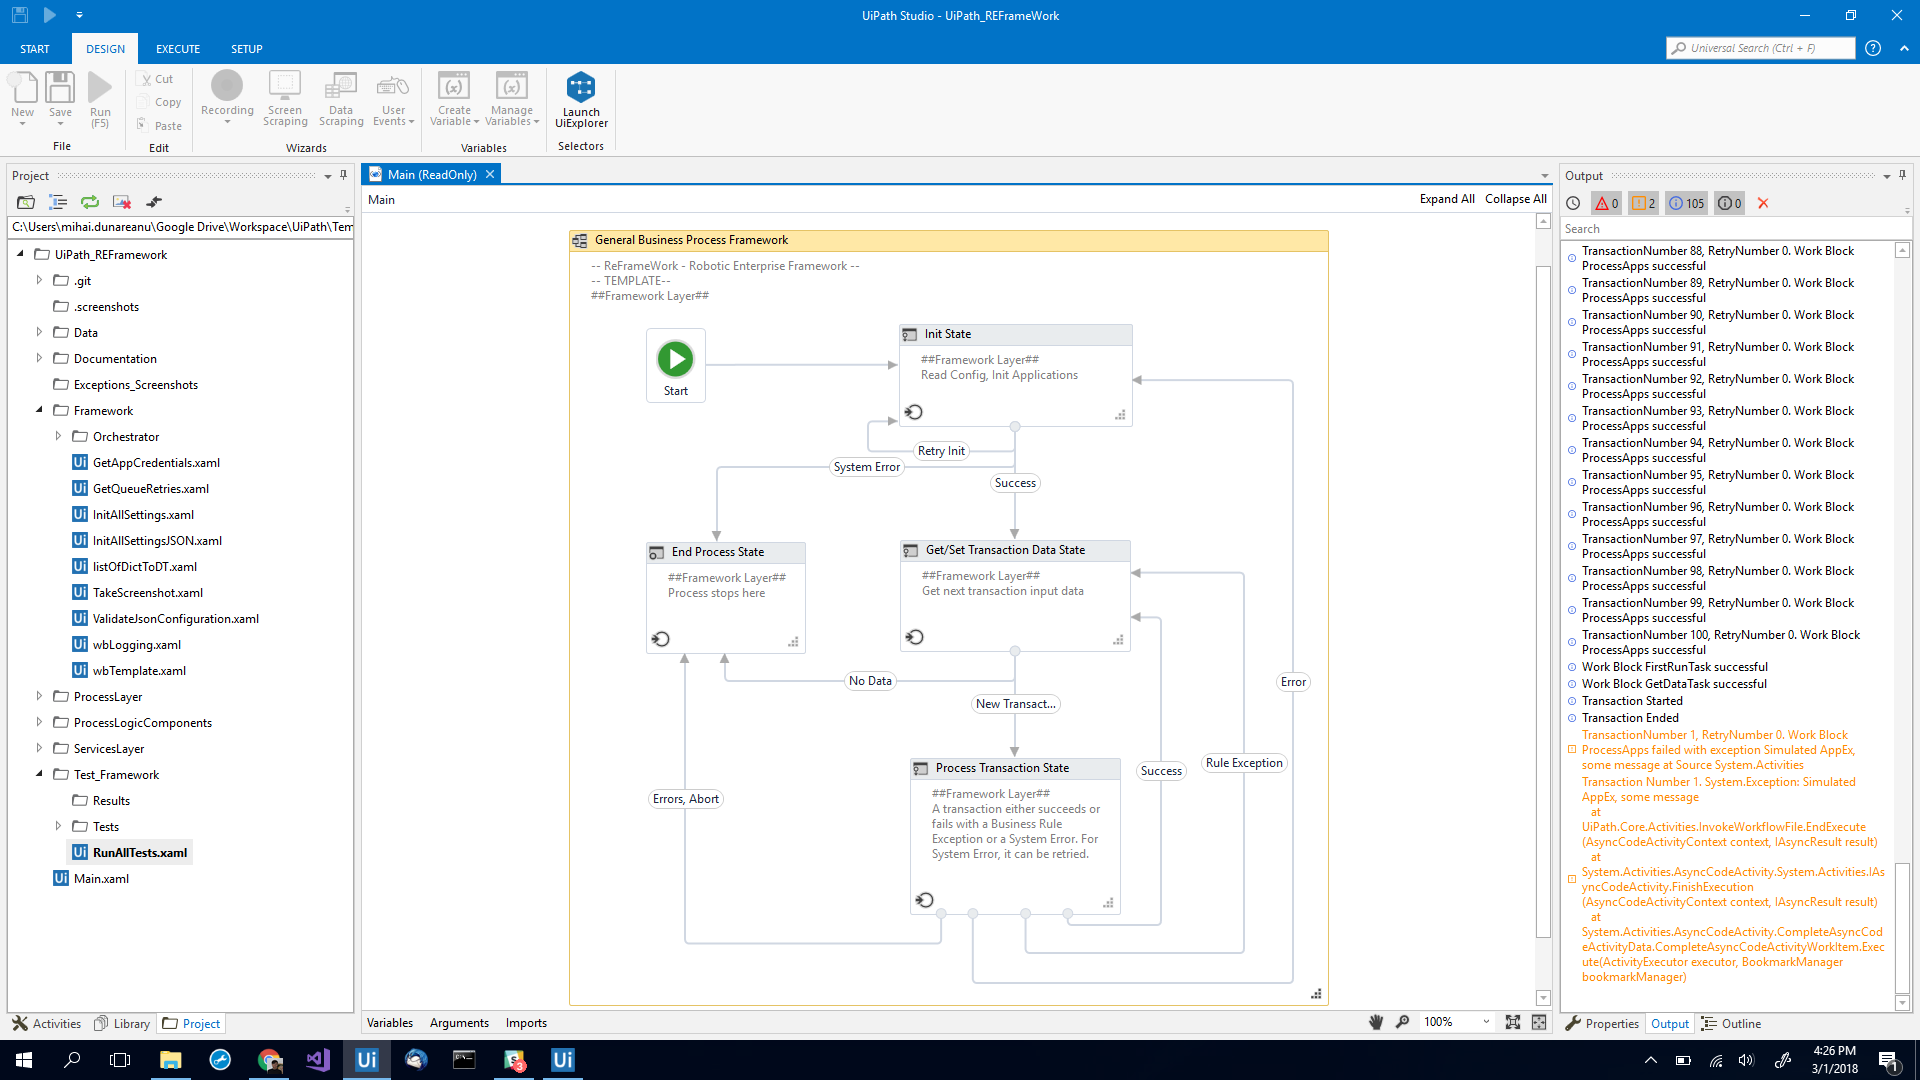 UiPath Studio - UiPath_REFrameWork
START
DESIGN
EXECUTE
SETUP
Universal Search (Ctrl + F)
New
Save
Run
(F5)
File
Cut
Copy
Paste
Edit
Recording
Screen
Scraping
Data
Scraping
User
Events
Wizards
Create
Variable
Manage
Variables
Variables
Launch
UiExplorer
Selectors
Project
C:\Users\mihai.dunareanu\Google Drive\Workspace\UiPath\Tem
UiPath_REFramework
.git
.screenshots
Data
Documentation
Exceptions_Screenshots
Framework
Orchestrator
GetAppCredentials.xaml
GetQueueRetries.xaml
InitAllSettings.xaml
InitAllSettingsJSON.xaml
listOfDictToDT.xaml
TakeScreenshot.xaml
ValidateJsonConfiguration.xaml
wbLogging.xaml
wbTemplate.xaml
ProcessLayer
ProcessLogicComponents
ServicesLayer
Test_Framework
Results
Tests
RunAllTests.xaml
Main.xaml
Activities
Library
Project
Main (ReadOnly)
Main
Expand All
Collapse All
General Business Process Framework
-- ReFrameWork - Robotic Enterprise Framework --
-- TEMPLATE--
##Framework Layer##
Start
Init State
##Framework Layer##
Read Config, Init Applications
Retry Init
System Error
Success
End Process State
##Framework Layer##
Process stops here
Get/Set Transaction Data State
##Framework Layer##
Get next transaction input data
No Data
New Transact...
Error
Rule Exception
Success
Errors, Abort
Process Transaction State
##Framework Layer##
A transaction either succeeds or
fails with a Business Rule
Exception or a System Error. For
System Error, it can be retried.
Variables
Arguments
Imports
100%
Output
0
2
105
0
Search
TransactionNumber 88, RetryNumber 0. Work Block
ProcessApps successful
TransactionNumber 89, RetryNumber 0. Work Block
ProcessApps successful
TransactionNumber 90, RetryNumber 0. Work Block
ProcessApps successful
TransactionNumber 91, RetryNumber 0. Work Block
ProcessApps successful
TransactionNumber 92, RetryNumber 0. Work Block
ProcessApps successful
TransactionNumber 93, RetryNumber 0. Work Block
ProcessApps successful
TransactionNumber 94, RetryNumber 0. Work Block
ProcessApps successful
TransactionNumber 95, RetryNumber 0. Work Block
ProcessApps successful
TransactionNumber 96, RetryNumber 0. Work Block
ProcessApps successful
TransactionNumber 97, RetryNumber 0. Work Block
ProcessApps successful
TransactionNumber 98, RetryNumber 0. Work Block
ProcessApps successful
TransactionNumber 99, RetryNumber 0. Work Block
ProcessApps successful
TransactionNumber 100, RetryNumber 0. Work Block
ProcessApps successful
Work Block FirstRunTask successful
Work Block GetDataTask successful
Transaction Started
Transaction Ended
TransactionNumber 1, RetryNumber 0. Work Block
ProcessApps failed with exception Simulated AppEx,
some message at Source System.Activities
Transaction Number 1. System.Exception: Simulated
AppEx, some message
at
UiPath.Core.Activities.InvokeWorkflowFile.EndExecute
(AsyncCodeActivityContext context, IAsyncResult result)
at
System.Activities.AsyncCodeActivity.System.Activities.IAs
yncCodeActivity.FinishExecution
(AsyncCodeActivityContext context, IAsyncResult result)
at
System.Activities.AsyncCodeActivity.CompleteAsyncCod
eActivityData.CompleteAsyncCodeActivityWorkItem.Exec
ute(ActivityExecutor executor, BookmarkManager
bookmarkManager)
Properties
Output
Outline
Ui
3
Ui
4:26 PM
3/1/2018
1